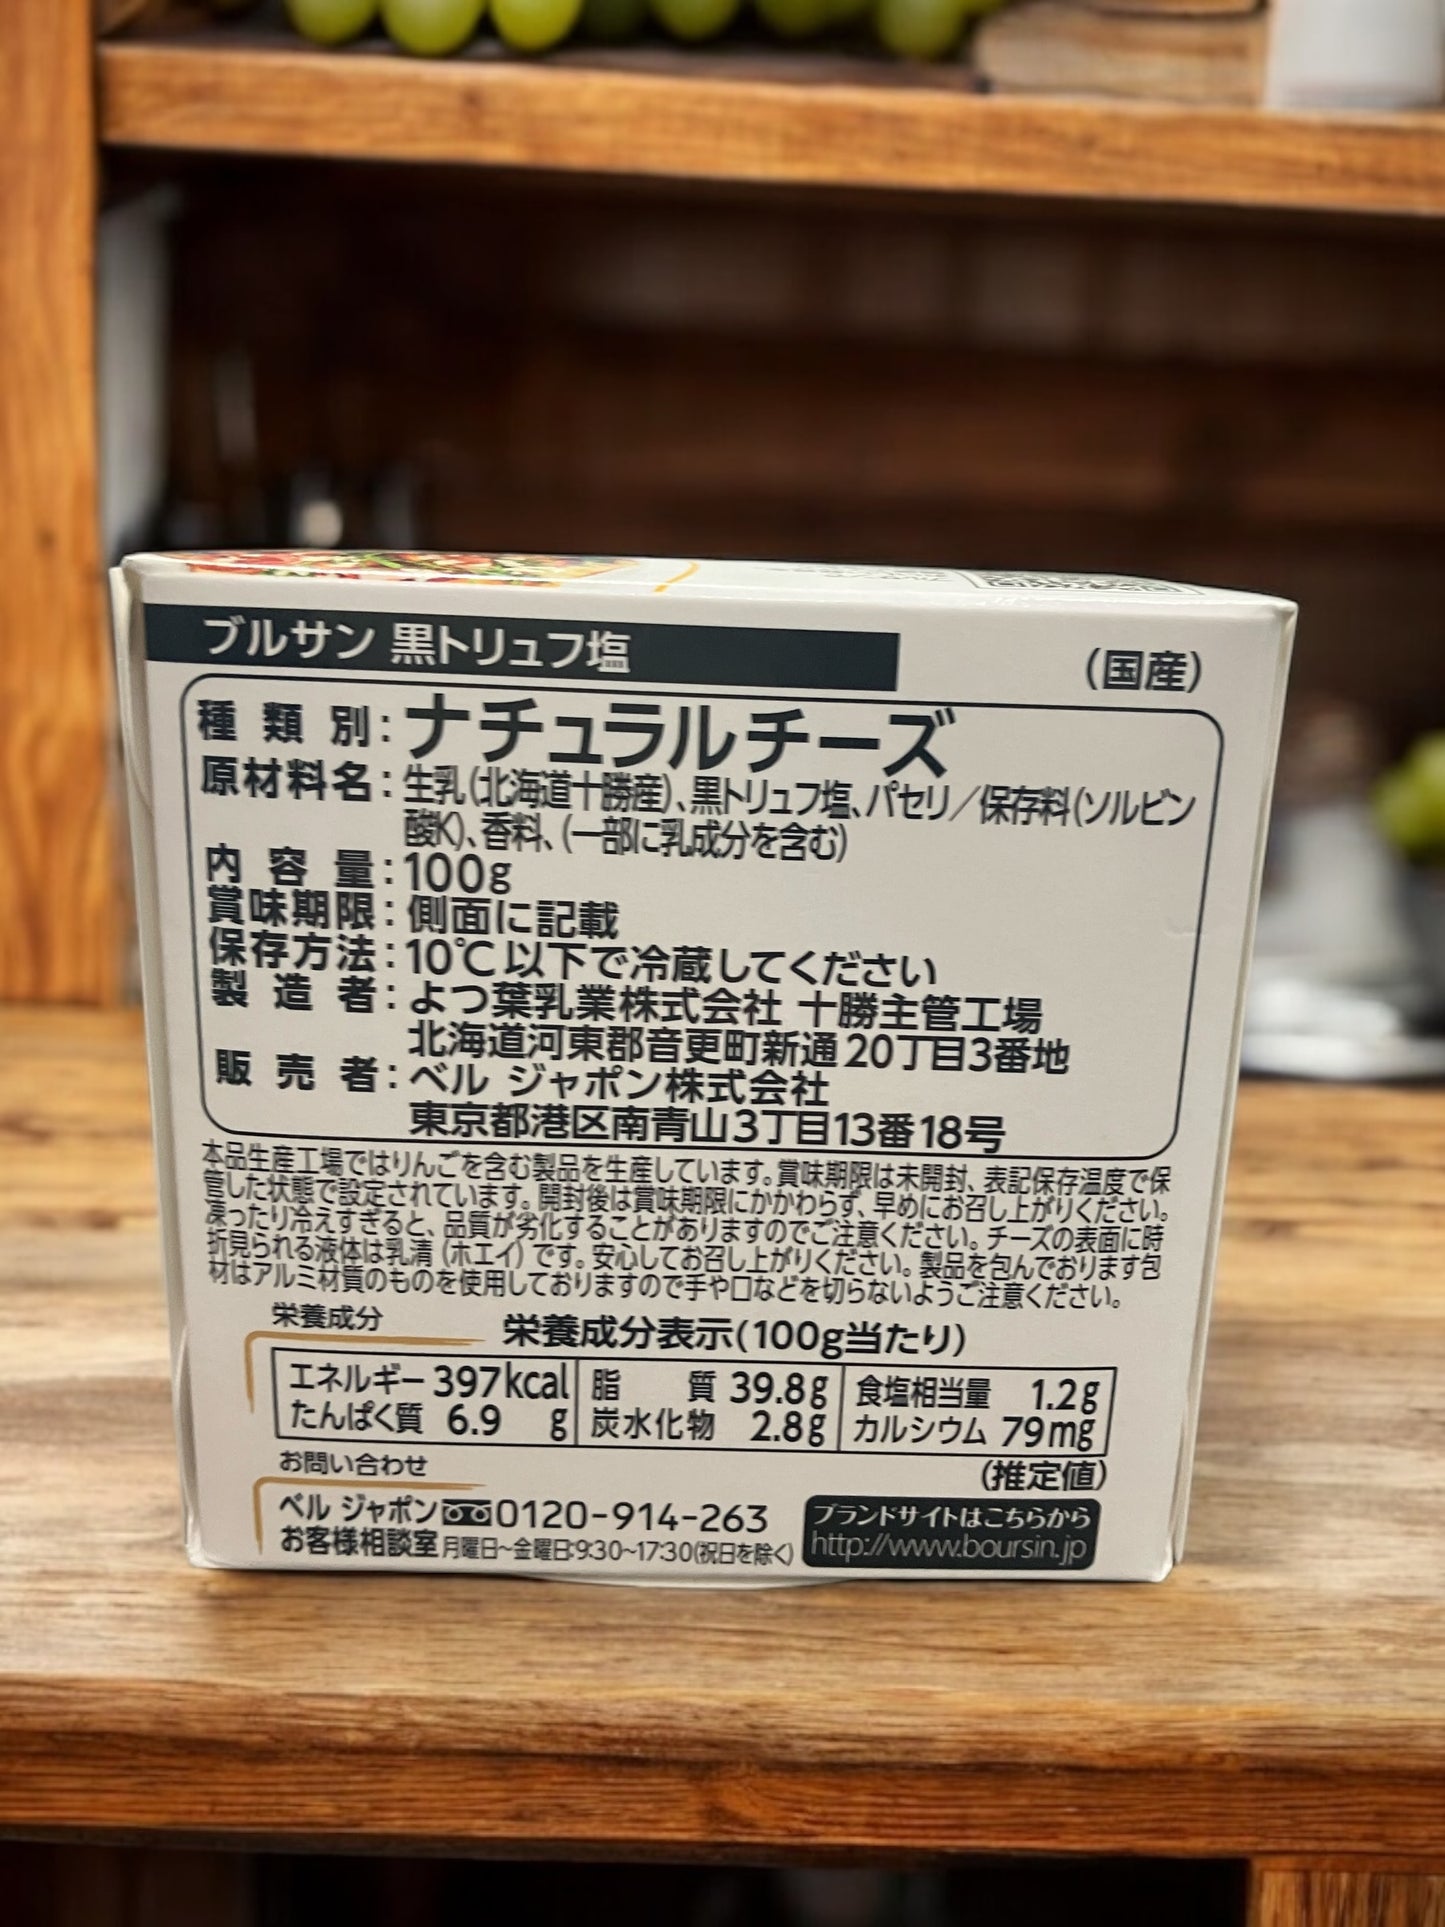 ブルサン 黒トリュフ塩
(国産)
種類別:ナチュラルチーズ
原材料名:生乳(北海道十勝産)、黒トリュフ塩、パセリ/保存料(ソルビン
酸K)、香料、(一部に乳成分を含む)
内容量:100g
賞味期限:側面に記載
保存方法:10℃以下で冷蔵してください
製造者:よつ葉乳業株式会社 十勝主管工場
北海道河東郡音更町新通20丁目3番地
販売者:ベル ジャポン株式会社
東京都港区南青山3丁目13番18号
本品生産工場ではりんごを含む製品を生産しています。賞味期限は未開封、表記保存温度で保
管した状態で設定されています。開封後は賞味期限にかかわらず、早めにお召し上がりください。
凍ったり冷えすぎると、品質が劣化することがありますのでご注意ください。チーズの表面に時
折見られる液体は乳清(ホエイ)です。安心してお召し上がりください。製品を包んでおります包
材はアルミ材質のものを使用しておりますので手や口などを切らないようご注意ください。
栄養成分
栄養成分表示(100g当たり)
エネルギー 397kcal 脂質 39.8g 食塩相当量 1.2g
たんぱく質 6.9g 炭水化物 2.8g カルシウム 79mg
(推定値)
お問い合わせ
ベル ジャポン 0120-914-263
お客様相談室 月曜日~金曜日:9:30~17:30(祝日を除く)
ブランドサイトはこちらから
http://www.boursin.jp